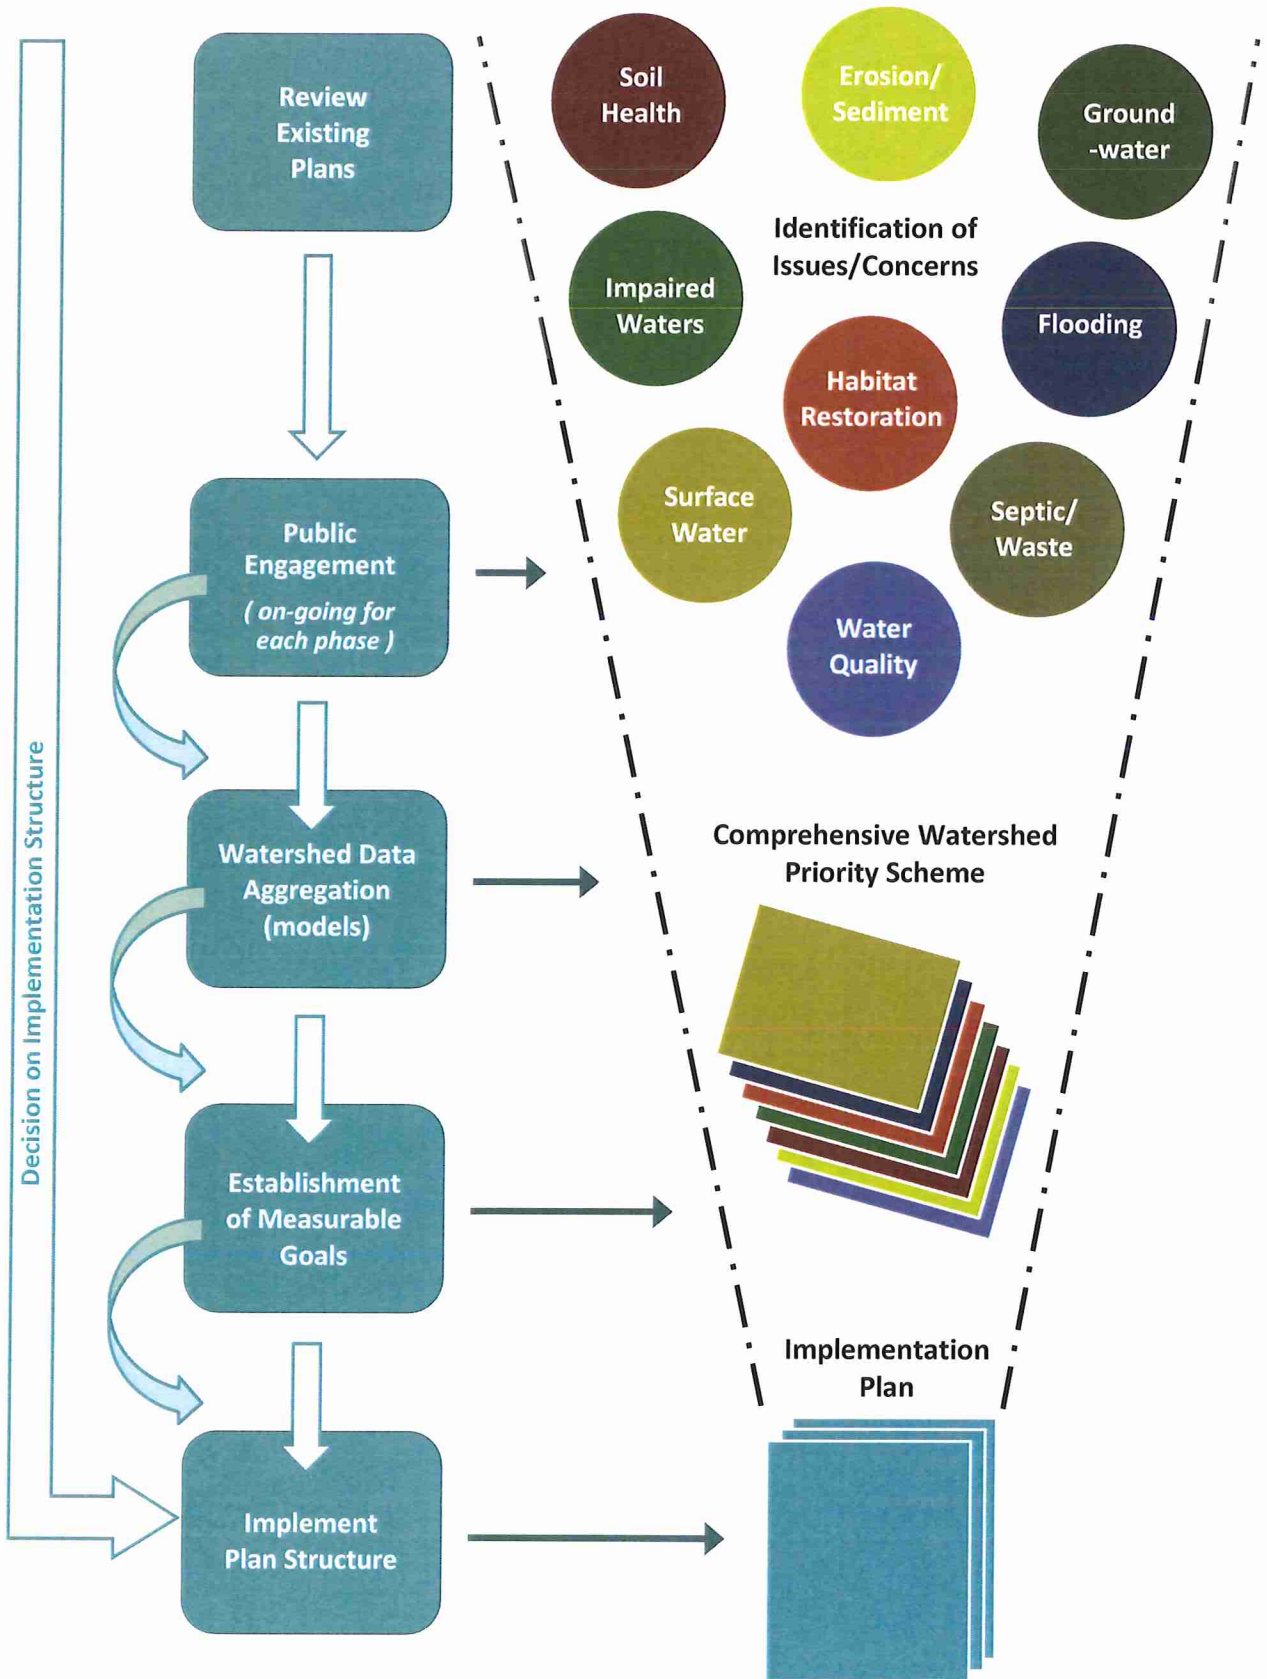 Review
Existing
Plans
Public
Engagement
( on-going for
each phase )
Watershed Data
Aggregation
(models)
Establishment
of Measurable
Goals
Implement
Plan Structure
Decision on Implementation Structure
Soil
Health
Erosion/
Sediment
Ground
-water
Identification of
Issues/Concerns
Impaired
Waters
Flooding
Habitat
Restoration
Surface
Water
Septic/
Waste
Water
Quality
Comprehensive Watershed
Priority Scheme
Implementation
Plan